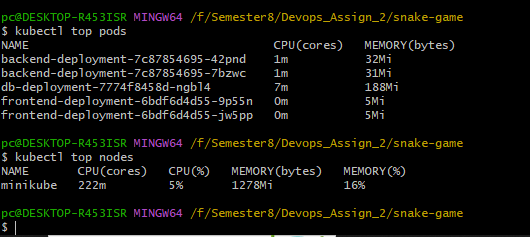 pc@DESKTOP-R453ISR MINGW64 /f/Semester8/Devops_Assign_2/snake-game
$ kubectl top pods
NAME CPU(cores) MEMORY(bytes)
backend-deployment-7c87854695-42pnd 1m 32Mi
backend-deployment-7c87854695-7bzwc 1m 31Mi
db-deployment-7774f8458d-ngbl4 7m 188Mi
frontend-deployment-6bdf6d4d55-9p55n 0m 5Mi
frontend-deployment-6bdf6d4d55-jw5pp 0m 5Mi
pc@DESKTOP-R453ISR MINGW64 /f/Semester8/Devops_Assign_2/snake-game
$ kubectl top nodes
NAME CPU(cores) CPU(%) MEMORY(bytes) MEMORY(%)
minikube 222m 5% 1278Mi 16%
pc@DESKTOP-R453ISR MINGW64 /f/Semester8/Devops_Assign_2/snake-game
$